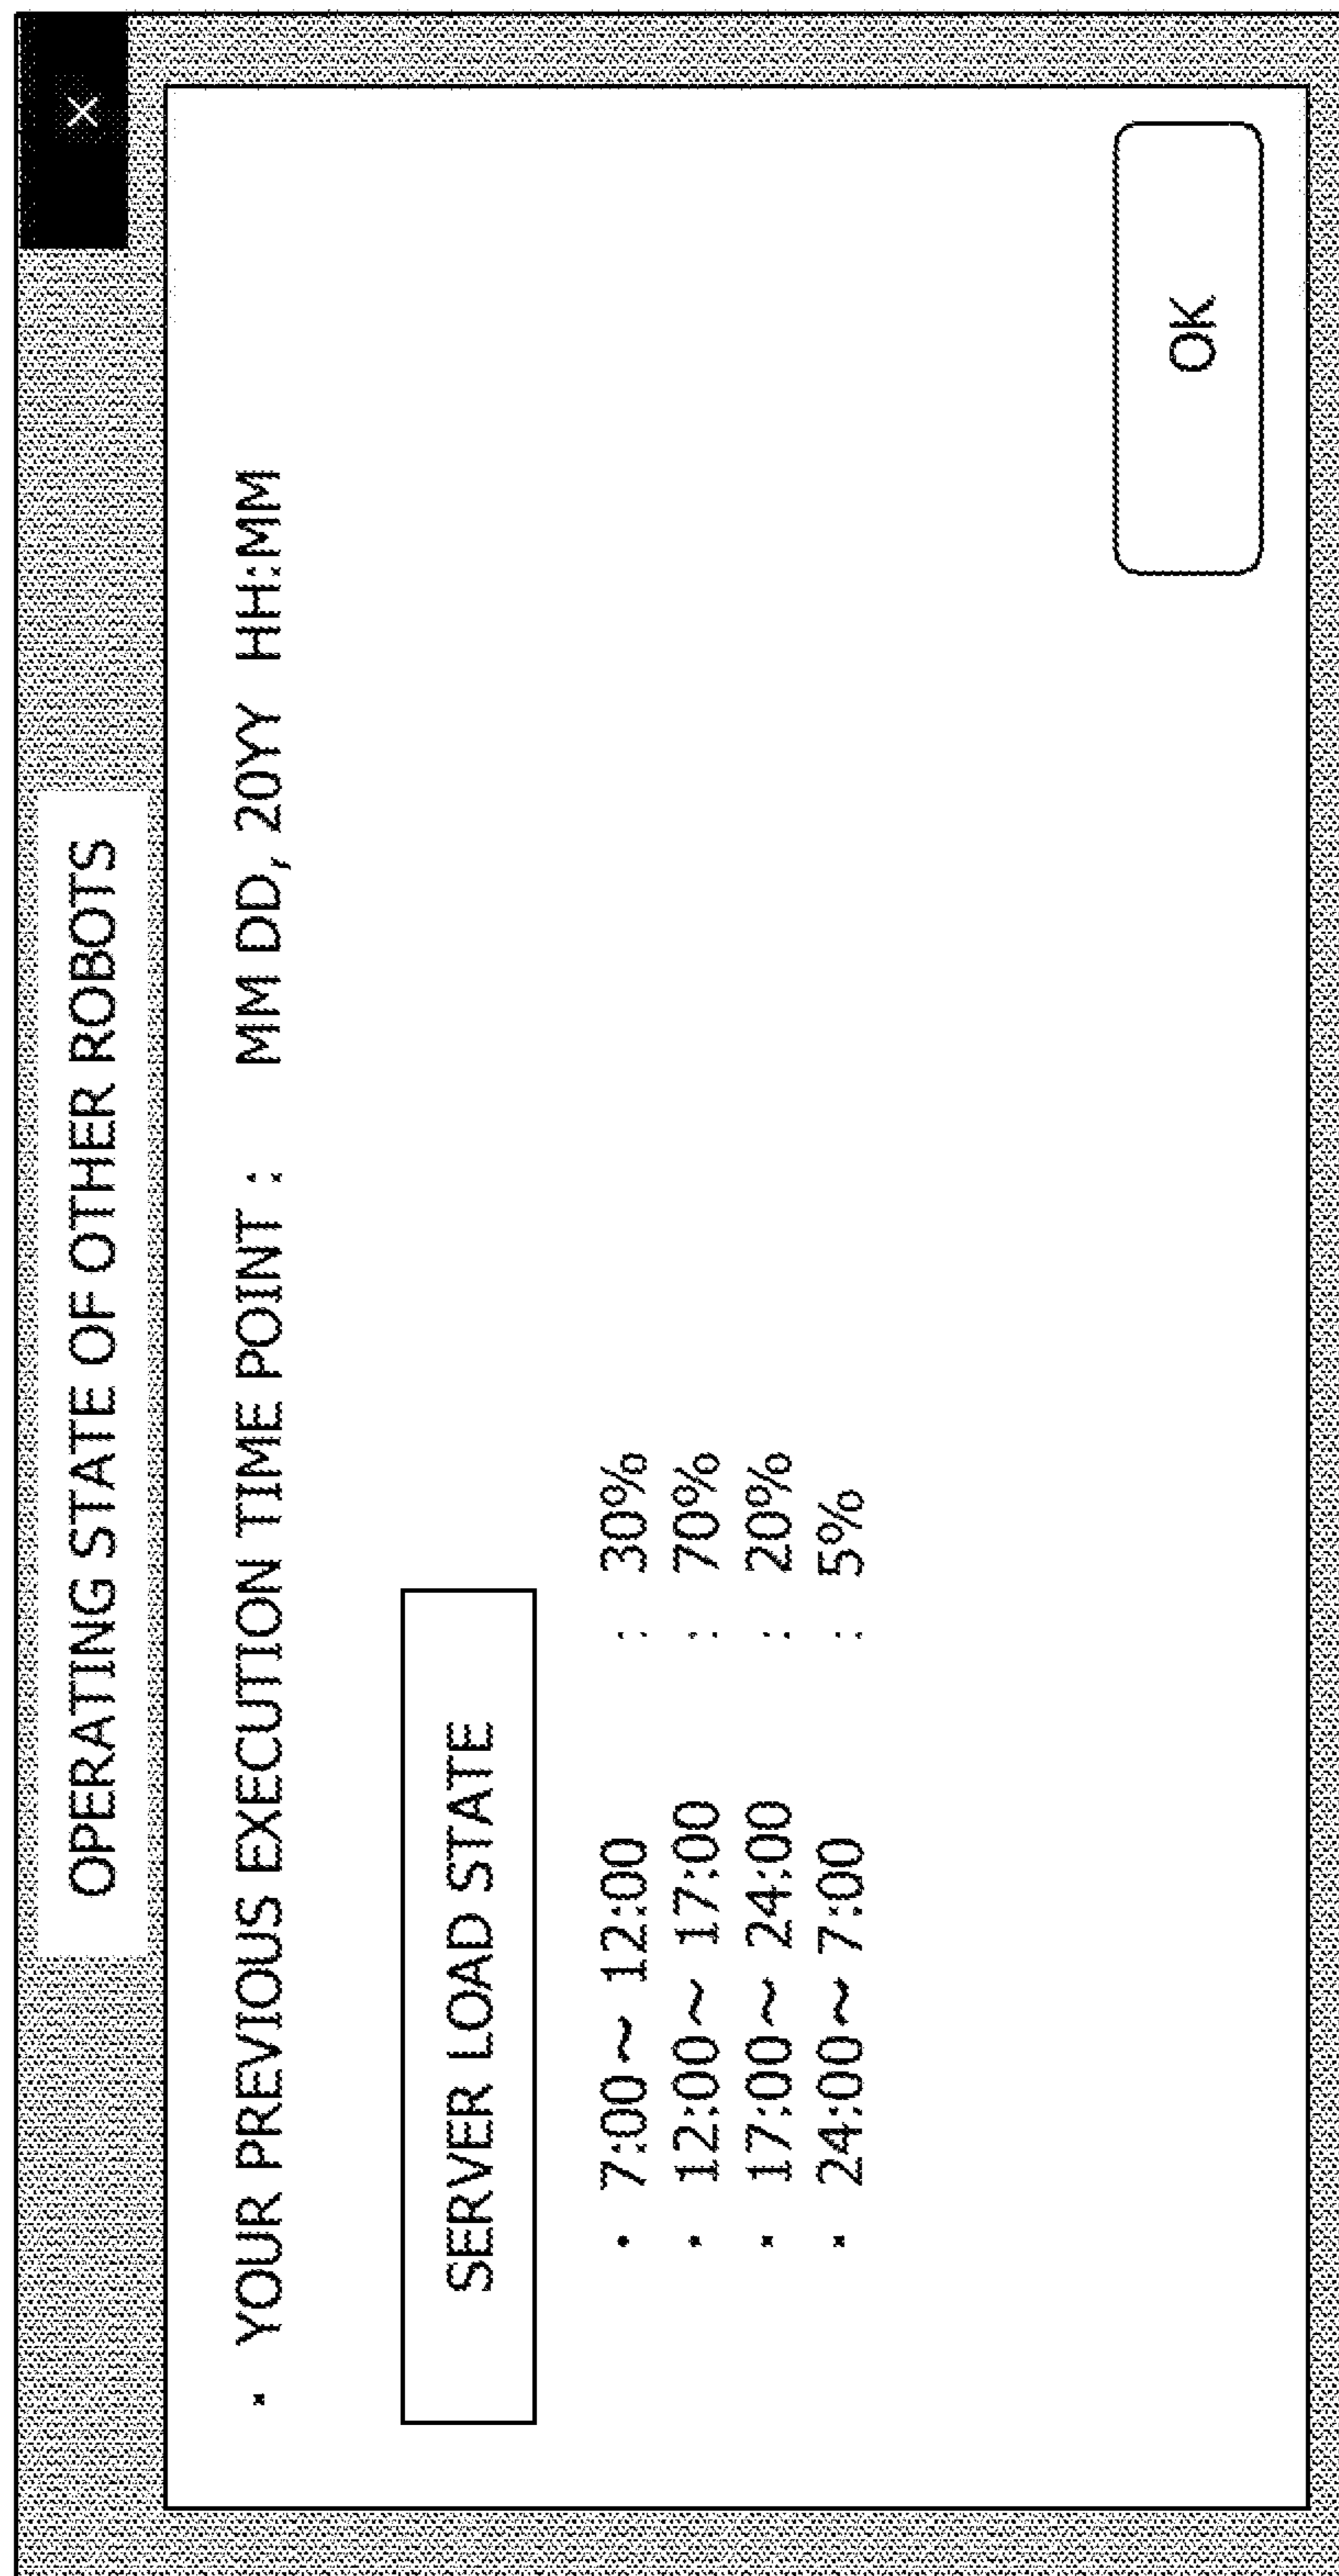 OPERATING STATE OF OTHER ROBOTS
×
• YOUR PREVIOUS EXECUTION TIME POINT : MM DD, 20YY HH:MM
SERVER LOAD STATE
• 7:00~ 12:00 : 30%
• 12:00~ 17:00 : 70%
• 17:00~ 24:00 : 20%
• 24:00~ 7:00 : 5%
OK